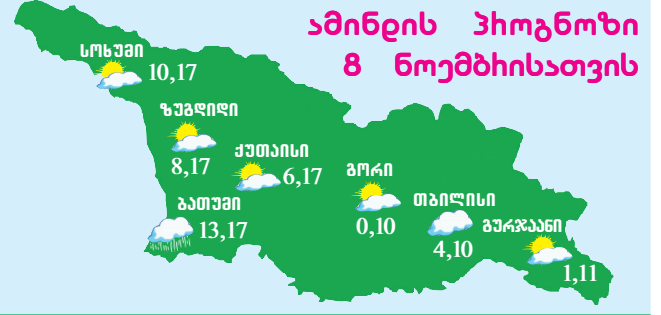 ამინდის პროგნოზი
8 ნოემბრისათვის
სოხუმი
10,17
ზუგდიდი
8,17
ქუთაისი
6,17
გორი
0,10
თბილისი
4,10
ბათუმი
13,17
გურჯაანი
1,11